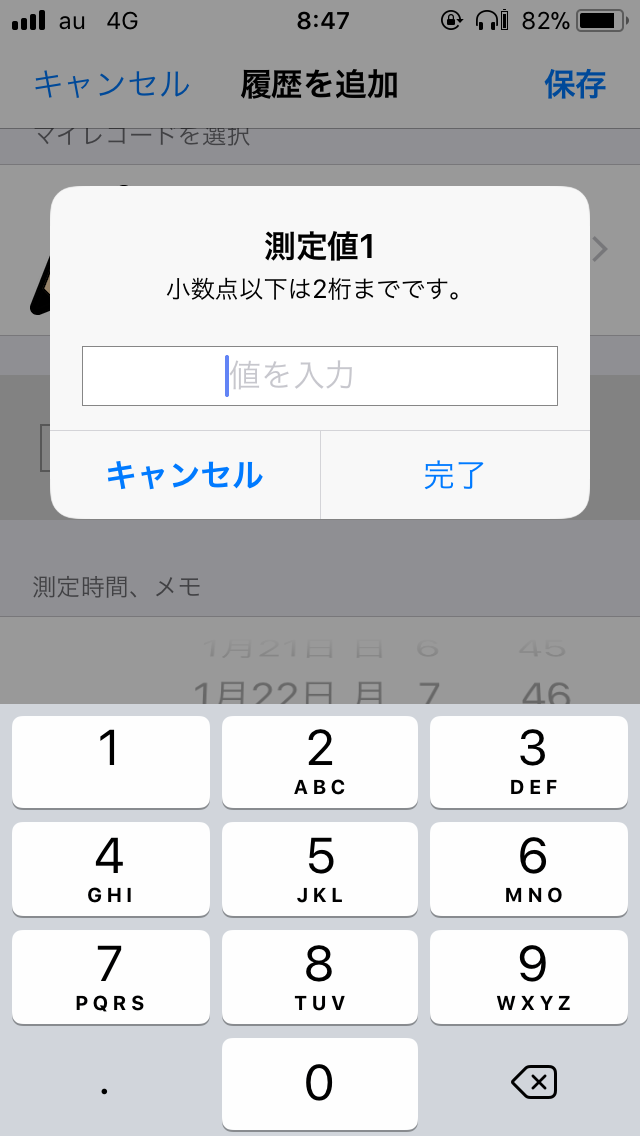 au 4G 8:47 82%
キャンセル 履歴を追加 保存
マイレコードを選択
測定値1
小数点以下は2桁までです。
値を入力
キャンセル 完了
測定時間、メモ
1月21日 日 6 45
1月22日 月 7 46
1 2 3
ABC DEF
4 5 6
GHI JKL MNO
7 8 9
PQRS TUV WXYZ
. 0